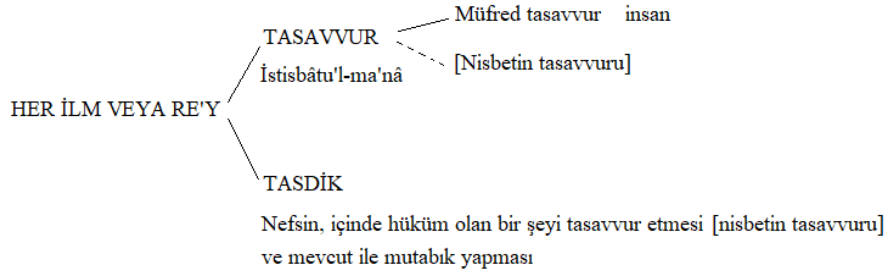 Müfred tasavvur insan
TASAVVUR
[Nisbetin tasavvuru]
İstisbâtu'l-ma'nâ
HER İLM VEYA RE'Y
TASDİK
Nefsin, içinde hüküm olan bir şeyi tasavvur etmesi [nisbetin tasavvuru]
ve mevcut ile mutabık yapması